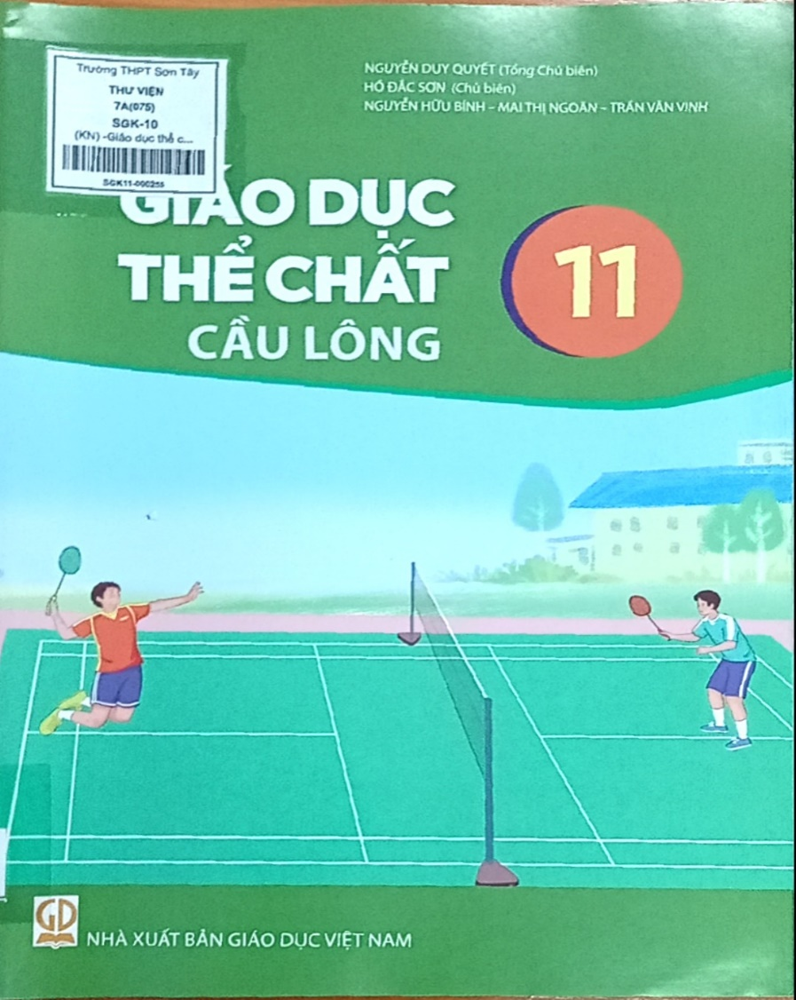 Trường THPT Sơn Tây
THƯ VIỆN
7A(075)
SGK-10
(KN) -Giáo dục thể c...
SGK11-000255
NGUYỄN DUY QUYẾT (Tổng Chủ biên)
HỒ ĐẮC SƠN (Chủ biên)
NGUYỄN HỮU BÍNH – MAI THỊ NGOÃN – TRẦN VĂN VINH
GIÁO DỤC
THỂ CHẤT
CẦU LÔNG
11
GD
NHÀ XUẤT BẢN GIÁO DỤC VIỆT NAM